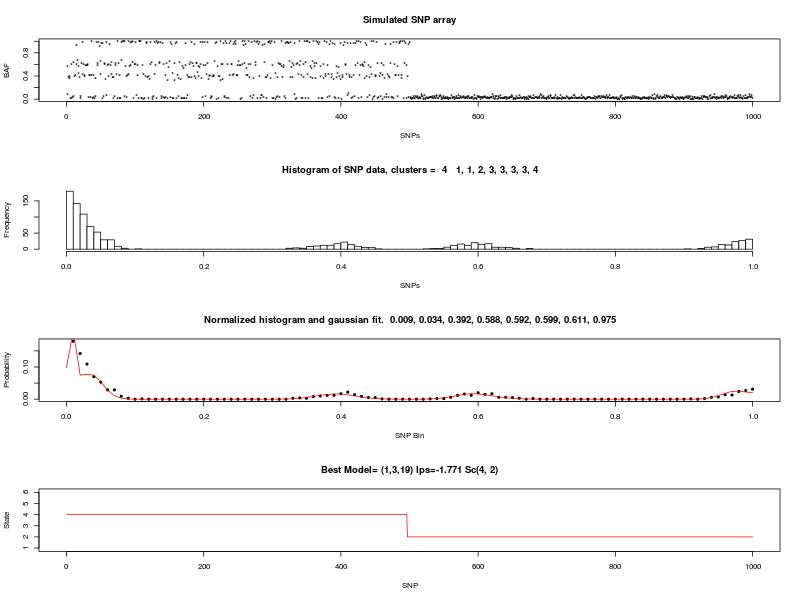 Simulated SNP array
BAF
0.0 0.4 0.8
0 200 400 600 800 1000
SNPs
Histogram of SNP data, clusters = 4 1, 1, 2, 3, 3, 3, 3, 4
Frequency
0 50 150
0.0 0.2 0.4 0.6 0.8 1.0
SNPs
Normalized histogram and gaussian fit. 0.009, 0.034, 0.392, 0.588, 0.592, 0.599, 0.611, 0.975
Probability
0.00 0.10
0.0 0.2 0.4 0.6 0.8 1.0
SNP Bin
Best Model= (1,3,19) lps=-1.771 Sc(4, 2)
State
1 2 3 4 5 6
0 200 400 600 800 1000
SNP